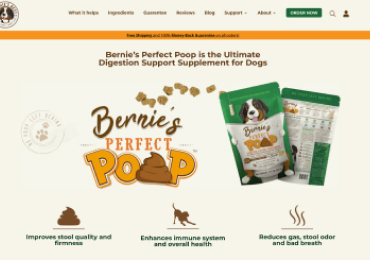 What it helps Ingredients Guarantee Reviews Blog Support About ORDER NOW
Free Shipping and 100% Money-Back Guarantee on all orders!
Bernie's Perfect Poop is the Ultimate
Digestion Support Supplement for Dogs
Bernie's
PERFECT
POOP
Bernie's
PERFECT
Improves stool quality and
firmness
Enhances immune system
and overall health
Reduces gas, stool odor
and bad breath